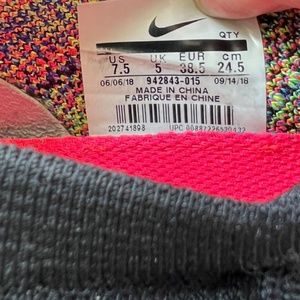 QTY
US UK EUR cm
7.5 5 38.5 24.5
06/06/18 942843-015 09/14/18
MADE IN CHINA
FABRIQUE EN CHINE
202741898
UPC